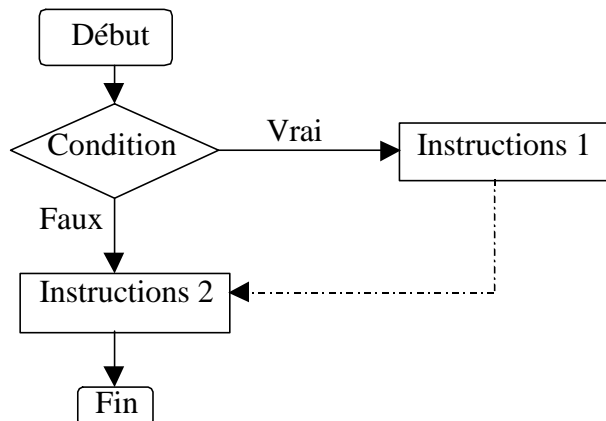 Début
Condition
Vrai
Instructions 1
Faux
Instructions 2
Fin